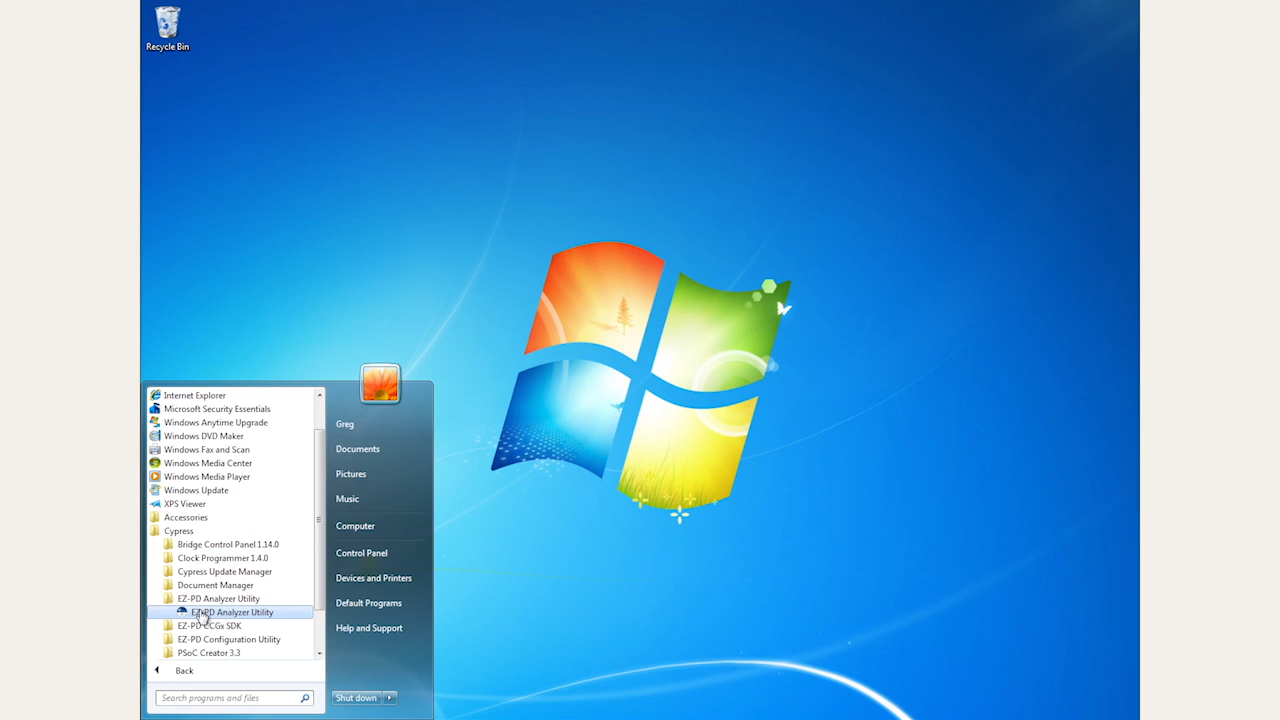 Recycle Bin
Internet Explorer
Microsoft Security Essentials
Windows Anytime Upgrade
Windows DVD Maker
Windows Fax and Scan
Windows Media Center
Windows Media Player
Windows Update
XPS Viewer
Accessories
Cypress
Bridge Control Panel 1.14.0
Clock Programmer 1.4.0
Cypress Update Manager
Document Manager
EZ-PD Analyzer Utility
EZ-PD Analyzer Utility
EZ-PD CCGx SDK
EZ-PD Configuration Utility
PSoC Creator 3.3
Back
Search programs and files
Greg
Documents
Pictures
Music
Computer
Control Panel
Devices and Printers
Default Programs
Help and Support
Shut down